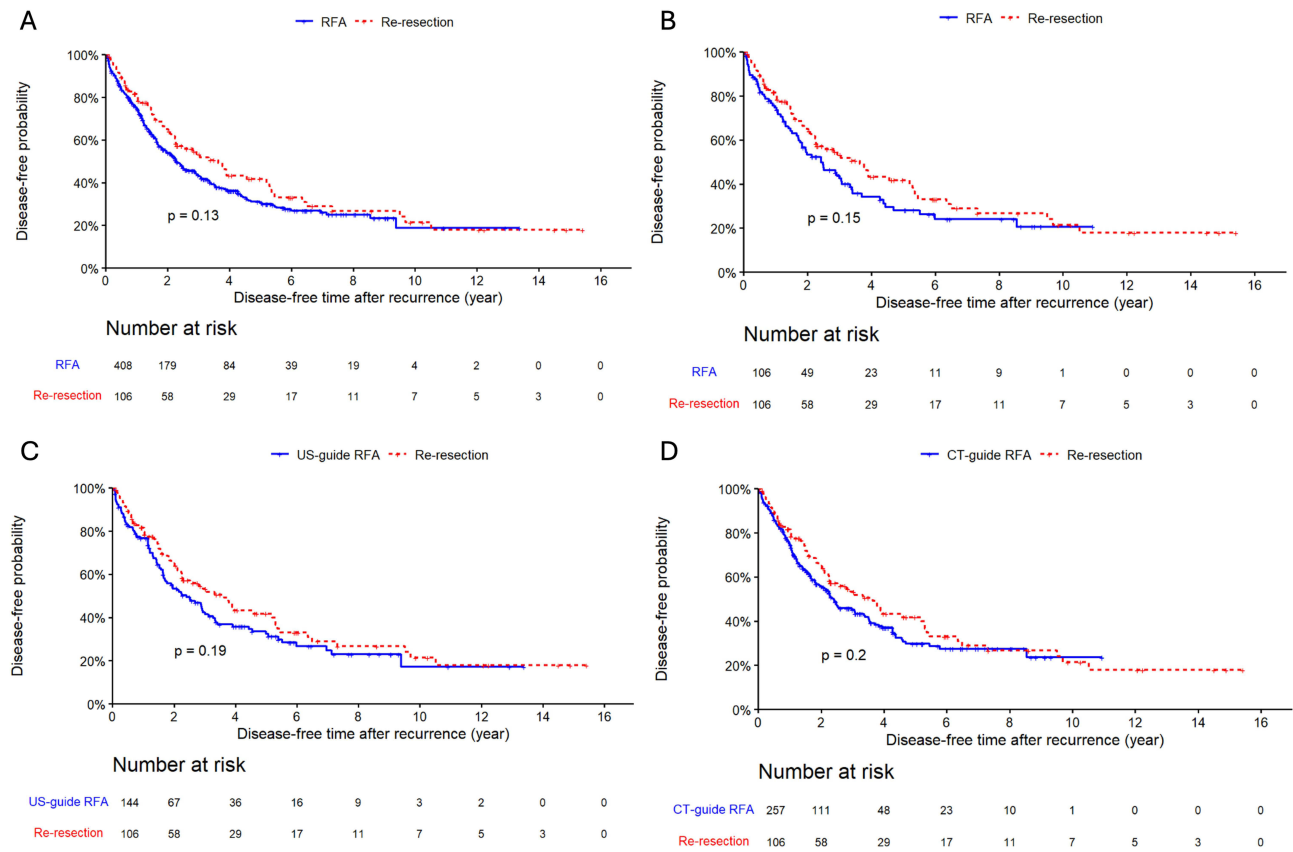 A
RFA Re-resection
Disease-free probability
100%
80%
60%
40%
20%
0%
p = 0.13
0 2 4 6 8 10 12 14 16
Disease-free time after recurrence (year)
Number at risk
RFA 408 179 84 39 19 4 2 0 0
Re-resection 106 58 29 17 11 7 5 3 0
B
RFA Re-resection
Disease-free probability
100%
80%
60%
40%
20%
0%
p = 0.15
0 2 4 6 8 10 12 14 16
Disease-free time after recurrence (year)
Number at risk
RFA 106 49 23 11 9 1 0 0 0
Re-resection 106 58 29 17 11 7 5 3 0
C
US-guide RFA Re-resection
Disease-free probability
100%
80%
60%
40%
20%
0%
p = 0.19
0 2 4 6 8 10 12 14 16
Disease-free time after recurrence (year)
Number at risk
US-guide RFA 144 67 36 16 9 3 2 0 0
Re-resection 106 58 29 17 11 7 5 3 0
D
CT-guide RFA Re-resection
Disease-free probability
100%
80%
60%
40%
20%
0%
p = 0.2
0 2 4 6 8 10 12 14 16
Disease-free time after recurrence (year)
Number at risk
CT-guide RFA 257 111 48 23 10 1 0 0 0
Re-resection 106 58 29 17 11 7 5 3 0